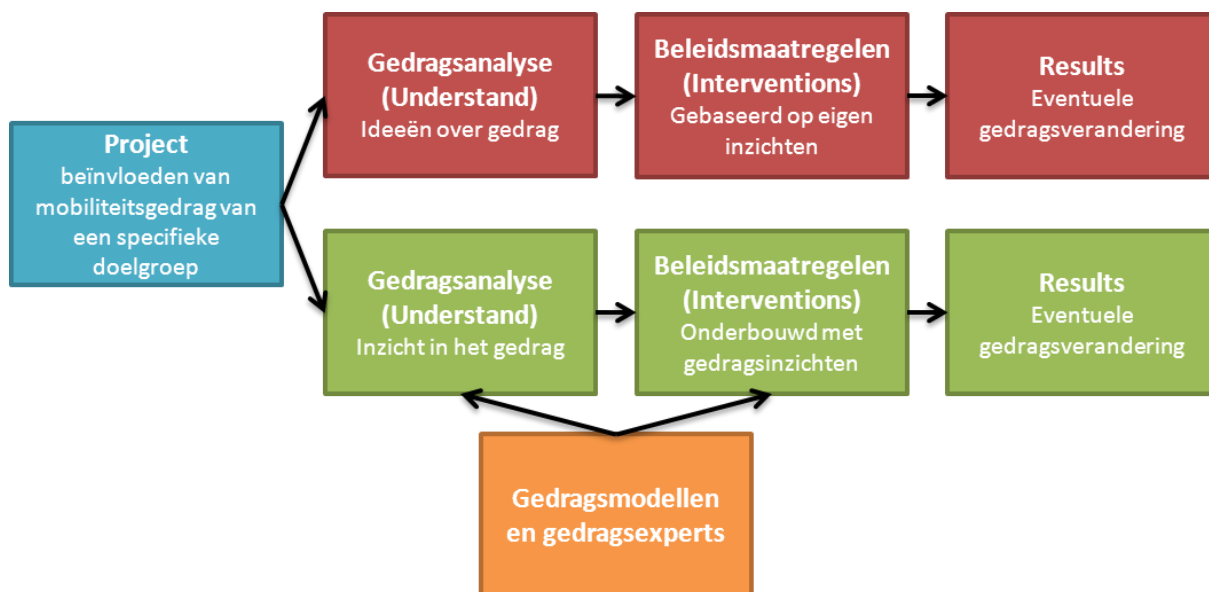 Project
beïnvloeden van
mobiliteitsgedrag van
een specifieke
doelgroep
Gedragsanalyse
(Understand)
Ideeën over gedrag
Beleidsmaatregelen
(Interventions)
Gebaseerd op eigen
inzichten
Results
Eventuele
gedragsverandering
Gedragsanalyse
(Understand)
Inzicht in het gedrag
Beleidsmaatregelen
(Interventions)
Onderbouwd met
gedragsinzichten
Results
Eventuele
gedragsverandering
Gedragsmodellen
en gedragsexperts